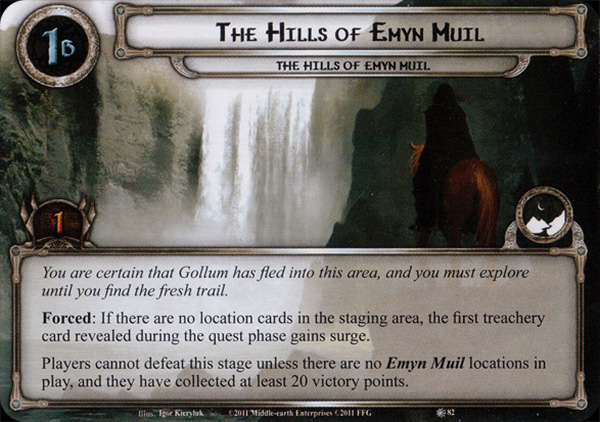 1B
THE HILLS OF EMYN MUIL
THE HILLS OF EMYN MUIL
1
You are certain that Gollum has fled into this area, and you must explore
until you find the fresh trail.
Forced: If there are no location cards in the staging area, the first treachery
card revealed during the quest phase gains surge.
Players cannot defeat this stage unless there are no Emyn Muil locations in
play, and they have collected at least 20 victory points.
Illus. Igor Kieryluk ©2011 Middle-earth Enterprises ©2011 FFG 82